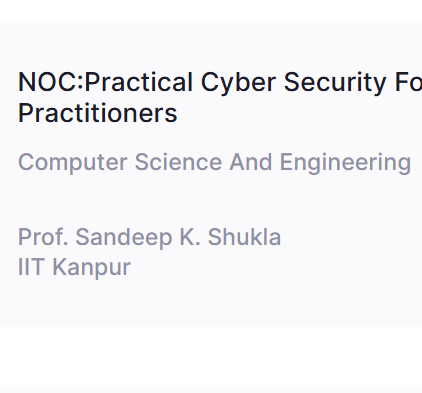 NOC:Practical Cyber Security Fo
Practitioners
Computer Science And Engineering
Prof. Sandeep K. Shukla
IIT Kanpur